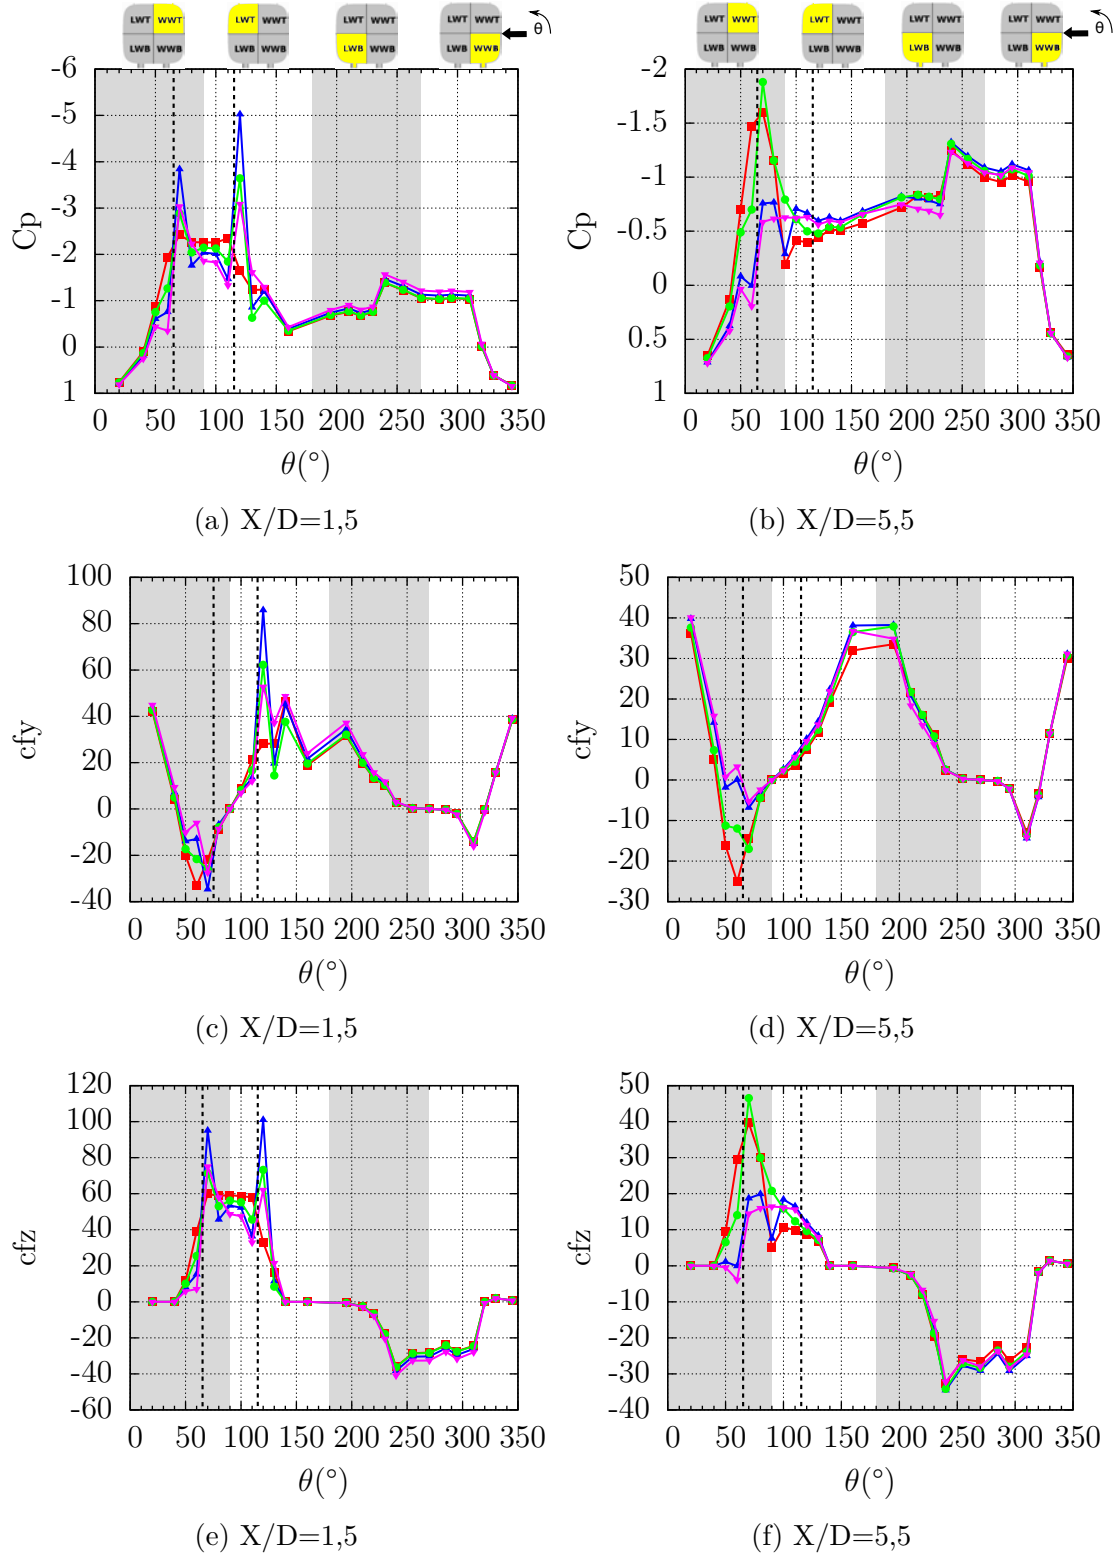 LWT WWT LWT WWT LWT WWT LWT WWT
LWB WWB LWB WWB LWB WWB LWB WWB θ
LWT WWT LWT WWT LWT WWT LWT WWT
LWB WWB LWB WWB LWB WWB LWB WWB θ
-6
-5
-4
-3
-2
-1
0
1
Cp
0 50 100 150 200 250 300 350
θ(°)
(a) X/D=1,5
-2
-1.5
-1
-0.5
0
0.5
1
Cp
0 50 100 150 200 250 300 350
θ(°)
(b) X/D=5,5
100
80
60
40
20
0
-20
-40
cfy
0 50 100 150 200 250 300 350
θ(°)
(c) X/D=1,5
50
40
30
20
10
0
-10
-20
-30
cfy
0 50 100 150 200 250 300 350
θ(°)
(d) X/D=5,5
120
100
80
60
40
20
0
-20
-40
-60
cfz
0 50 100 150 200 250 300 350
θ(°)
(e) X/D=1,5
50
40
30
20
10
0
-10
-20
-30
-40
cfz
0 50 100 150 200 250 300 350
θ(°)
(f) X/D=5,5